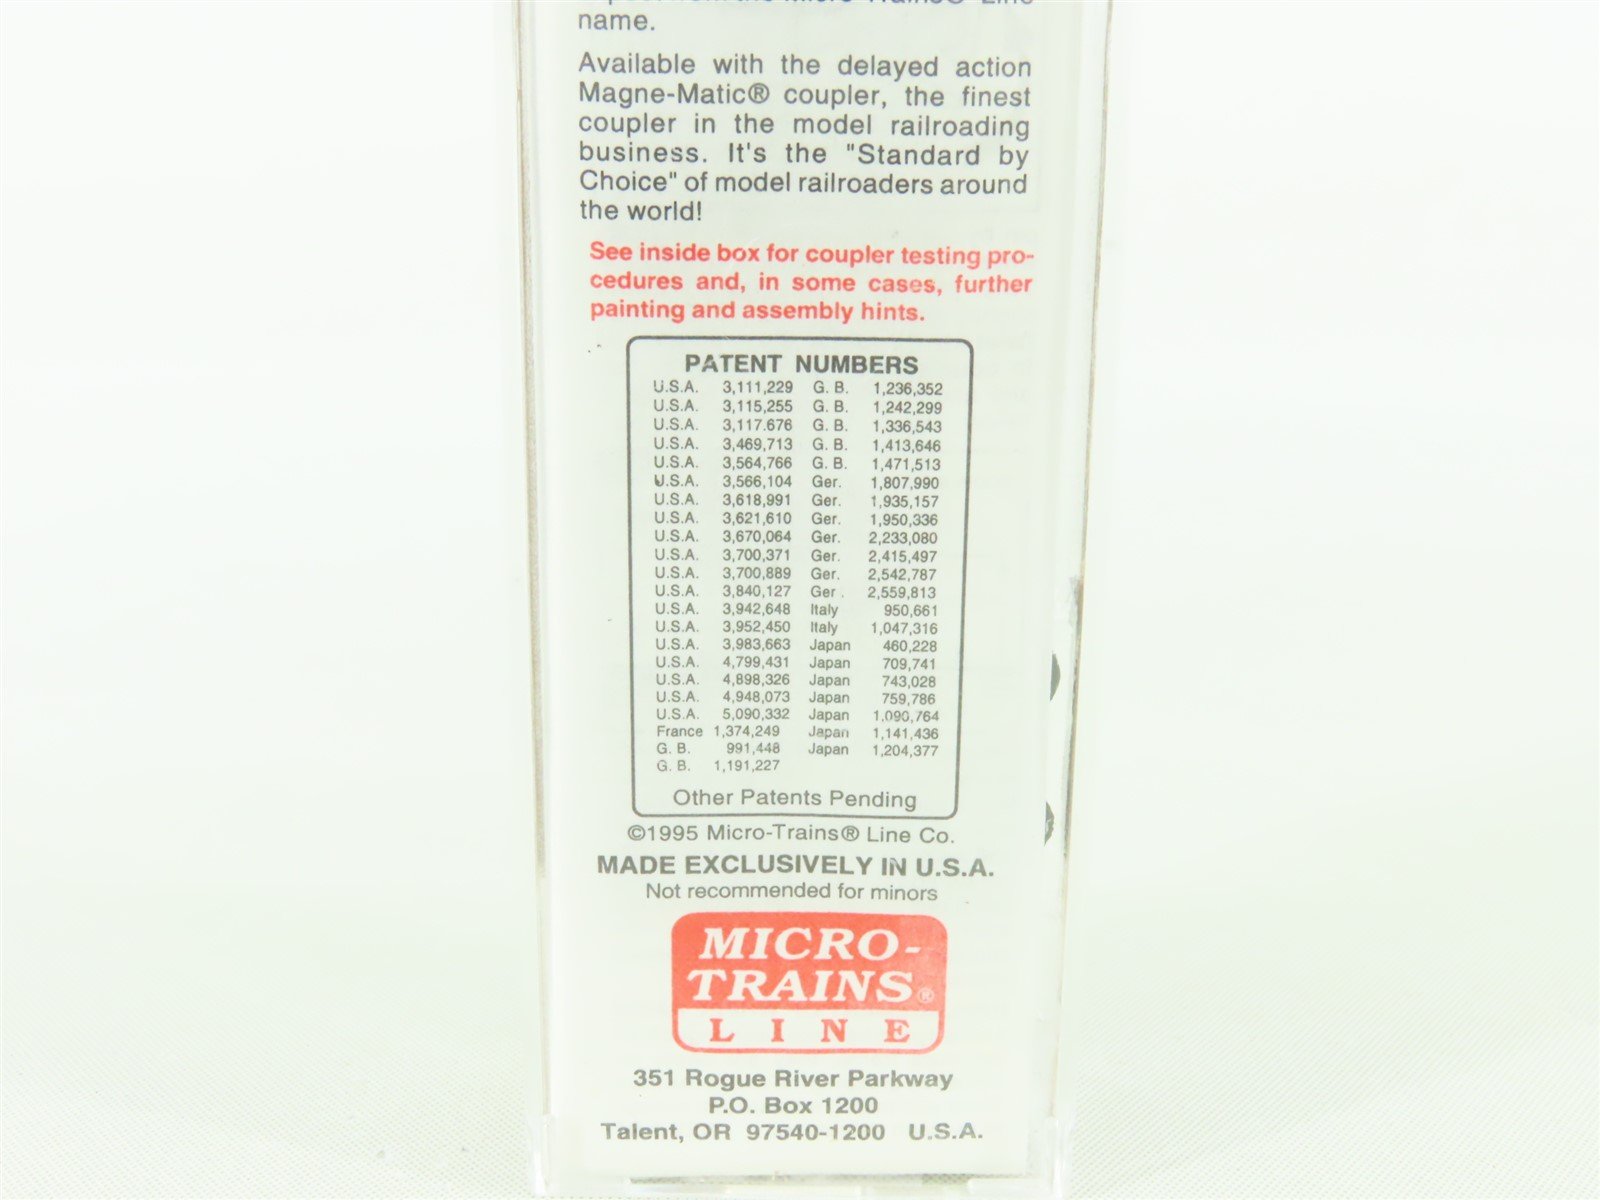 name.
Available with the delayed action
Magne-Matic® coupler, the finest
coupler in the model railroading
business. It's the "Standard by
Choice" of model railroaders around
the world!
See inside box for coupler testing pro-
cedures and, in some cases, further
painting and assembly hints.
PATENT NUMBERS
U.S.A. 3,111,229 G. B. 1,236,352
U.S.A. 3,115,255 G. B. 1,242,299
U.S.A. 3,117.676 G. B. 1,336,543
U.S.A. 3,469,713 G. B. 1,413,646
U.S.A. 3,564,766 G. B. 1,471,513
U.S.A. 3,566,104 Ger. 1,807,990
U.S.A. 3,618,991 Ger. 1,935,157
U.S.A. 3,621,610 Ger. 1,950,336
U.S.A. 3,670,064 Ger. 2,233,080
U.S.A. 3,700,371 Ger. 2,415,497
U.S.A. 3,700,889 Ger. 2,542,787
U.S.A. 3,840,127 Ger . 2,559,813
U.S.A. 3,942,648 Italy 950,661
U.S.A. 3,952,450 Italy 1,047,316
U.S.A. 3,983,663 Japan 460,228
U.S.A. 4,799,431 Japan 709,741
U.S.A. 4,898,326 Japan 743,028
U.S.A. 4,948,073 Japan 759,786
U.S.A. 5,090,332 Japan 1,090,764
France 1,374,249 Japan 1,141,436
G. B. 991,448 Japan 1,204,377
G. B. 1,191,227
Other Patents Pending
©1995 Micro-Trains® Line Co.
MADE EXCLUSIVELY IN U.S.A.
Not recommended for minors
MICRO-
TRAINS®
LINE
351 Rogue River Parkway
P.O. Box 1200
Talent, OR 97540-1200 U.S.A.